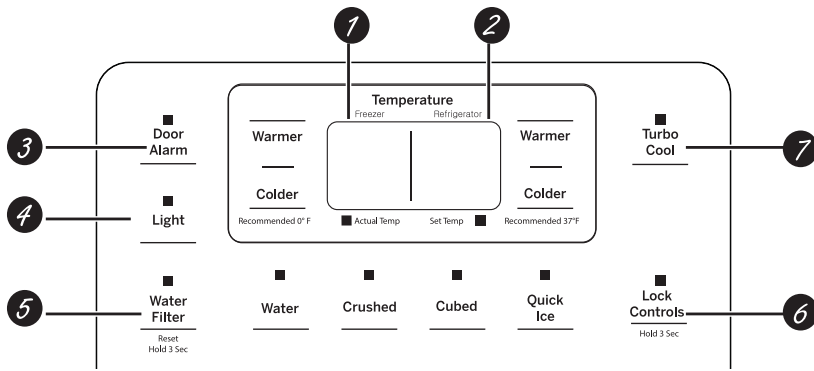 1
2
Temperature
Freezer
Refrigerator
3
Door
Alarm
Warmer
Warmer
Turbo
Cool
7
4
Light
Colder
Colder
Recommended 0° F
Actual Temp
Set Temp
Recommended 37°F
5
Water
Filter
Reset
Hold 3 Sec
Water
Crushed
Cubed
Quick
Ice
Lock
Controls
Hold 3 Sec
6